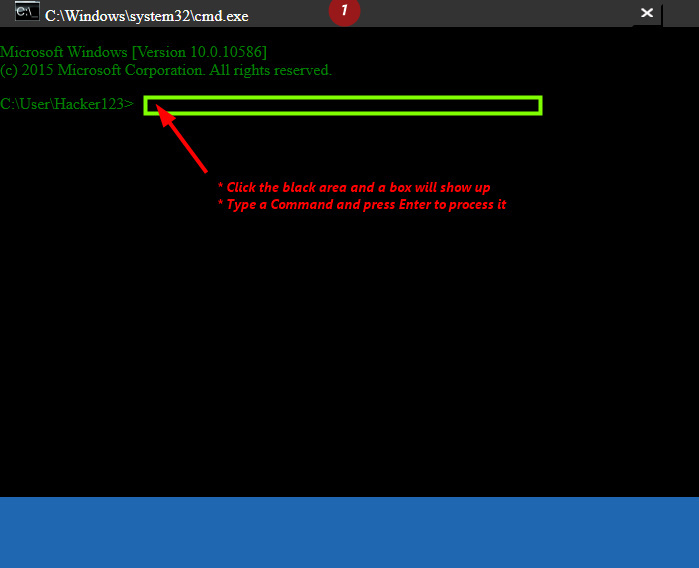 C:\Windows\system32\cmd.exe
1
Microsoft Windows [Version 10.0.10586]
(c) 2015 Microsoft Corporation. All rights reserved.
C:\User\Hacker123>
* Click the black area and a box will show up
* Type a Command and press Enter to process it